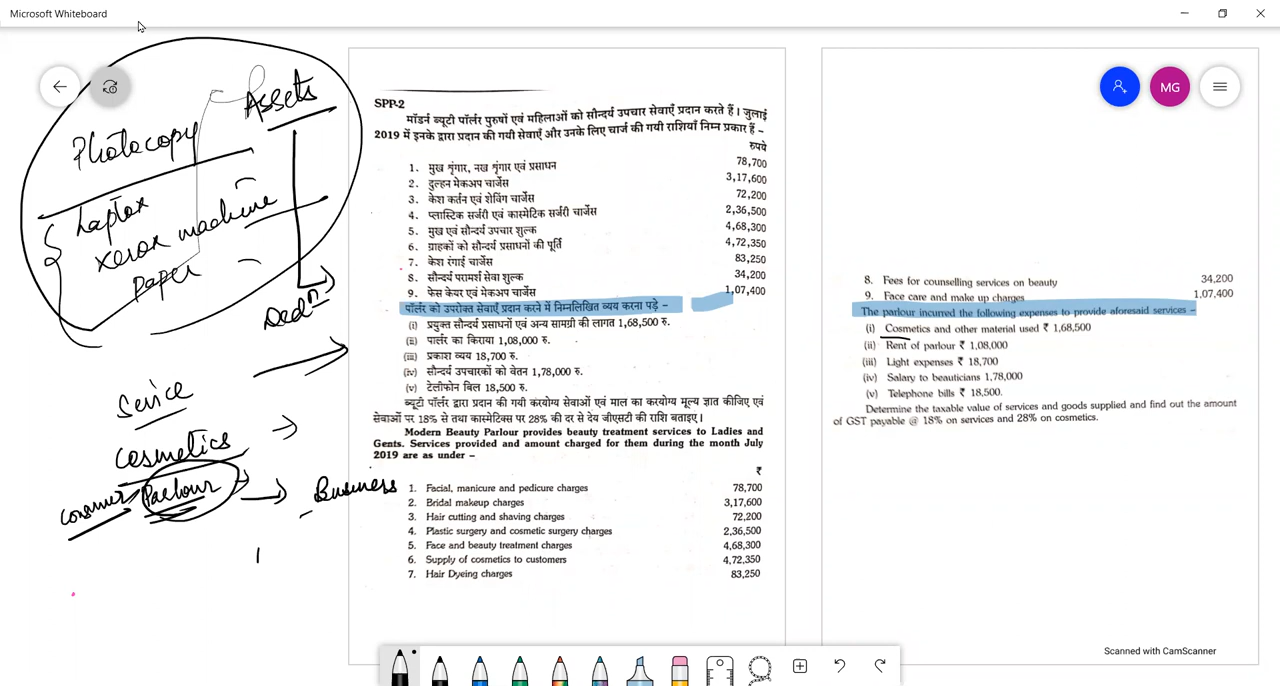 Microsoft Whiteboard
MG
Assets
Photocopy
Laptox
Xerox machine
paper
Dedn
Service
Cosmetics
consumer Parlour
Business
SPP-2
मॉडर्न ब्यूटी पॉर्लर पुरुषों एवं महिलाओं को सौन्दर्य उपचार सेवाएँ प्रदान करते हैं। जुलाई
2019 में इनके द्वारा प्रदान की गयी सेवाएँ और उनके लिए चार्ज की गयी राशियाँ निम्न प्रकार हैं –
रुपये
1. मुख श्रृंगार, नख श्रृंगार एवं प्रसाधन 78,700
2. दुल्हन मेकअप चार्जेस 3,17,600
3. केश कर्तन एवं शेविंग चार्जेस 72,200
4. प्लास्टिक सर्जरी एवं कास्मेटिक सर्जरी चार्जेस 2,36,500
5. मुख एवं सौन्दर्य उपचार शुल्क 4,68,300
6. ग्राहकों को सौन्दर्य प्रसाधनों की पूर्ति 4,72,350
7. केश रंगाई चार्जेस 83,250
8. सौन्दर्य परामर्श सेवा शुल्क 34,200
9. फेस केयर एवं मेकअप चार्जेस 1,07,400
पॉर्लर को उपरोक्त सेवाएँ प्रदान करने में निम्नलिखित व्यय करना पड़े –
(i) प्रयुक्त सौन्दर्य प्रसाधनों एवं अन्य सामग्री की लागत 1,68,500 रु.
(ii) पार्लर का किराया 1,08,000 रु.
(iii) प्रकाश व्यय 18,700 रु.
(iv) सौन्दर्य उपचारकों को वेतन 1,78,000 रु.
(v) टेलीफोन बिल 18,500 रु.
ब्यूटी पॉर्लर द्वारा प्रदान की गयी करयोग्य सेवाओं एवं माल का करयोग्य मूल्य ज्ञात कीजिए एवं
सेवाओं पर 18% से तथा कास्मेटिक्स पर 28% की दर से देय जीएसटी की राशि बताइए।
Modern Beauty Parlour provides beauty treatment services to Ladies and
Gents. Services provided and amount charged for them during the month July
2019 are as under –
₹
1. Facial, manicure and pedicure charges 78,700
2. Bridal makeup charges 3,17,600
3. Hair cutting and shaving charges 72,200
4. Plastic surgery and cosmetic surgery charges 2,36,500
5. Face and beauty treatment charges 4,68,300
6. Supply of cosmetics to customers 4,72,350
7. Hair Dyeing charges 83,250
8. Fees for counselling services on beauty 34,200
9. Face care and make up charges 1,07,400
The parlour incurred the following expenses to provide aforesaid services –
(i) Cosmetics and other material used ₹ 1,68,500
(ii) Rent of parlour ₹ 1,08,000
(iii) Light expenses ₹ 18,700
(iv) Salary to beauticians 1,78,000
(v) Telephone bills ₹ 18,500.
Determine the taxable value of services and goods supplied and find out the amount
of GST payable @ 18% on services and 28% on cosmetics.
Scanned with CamScanner